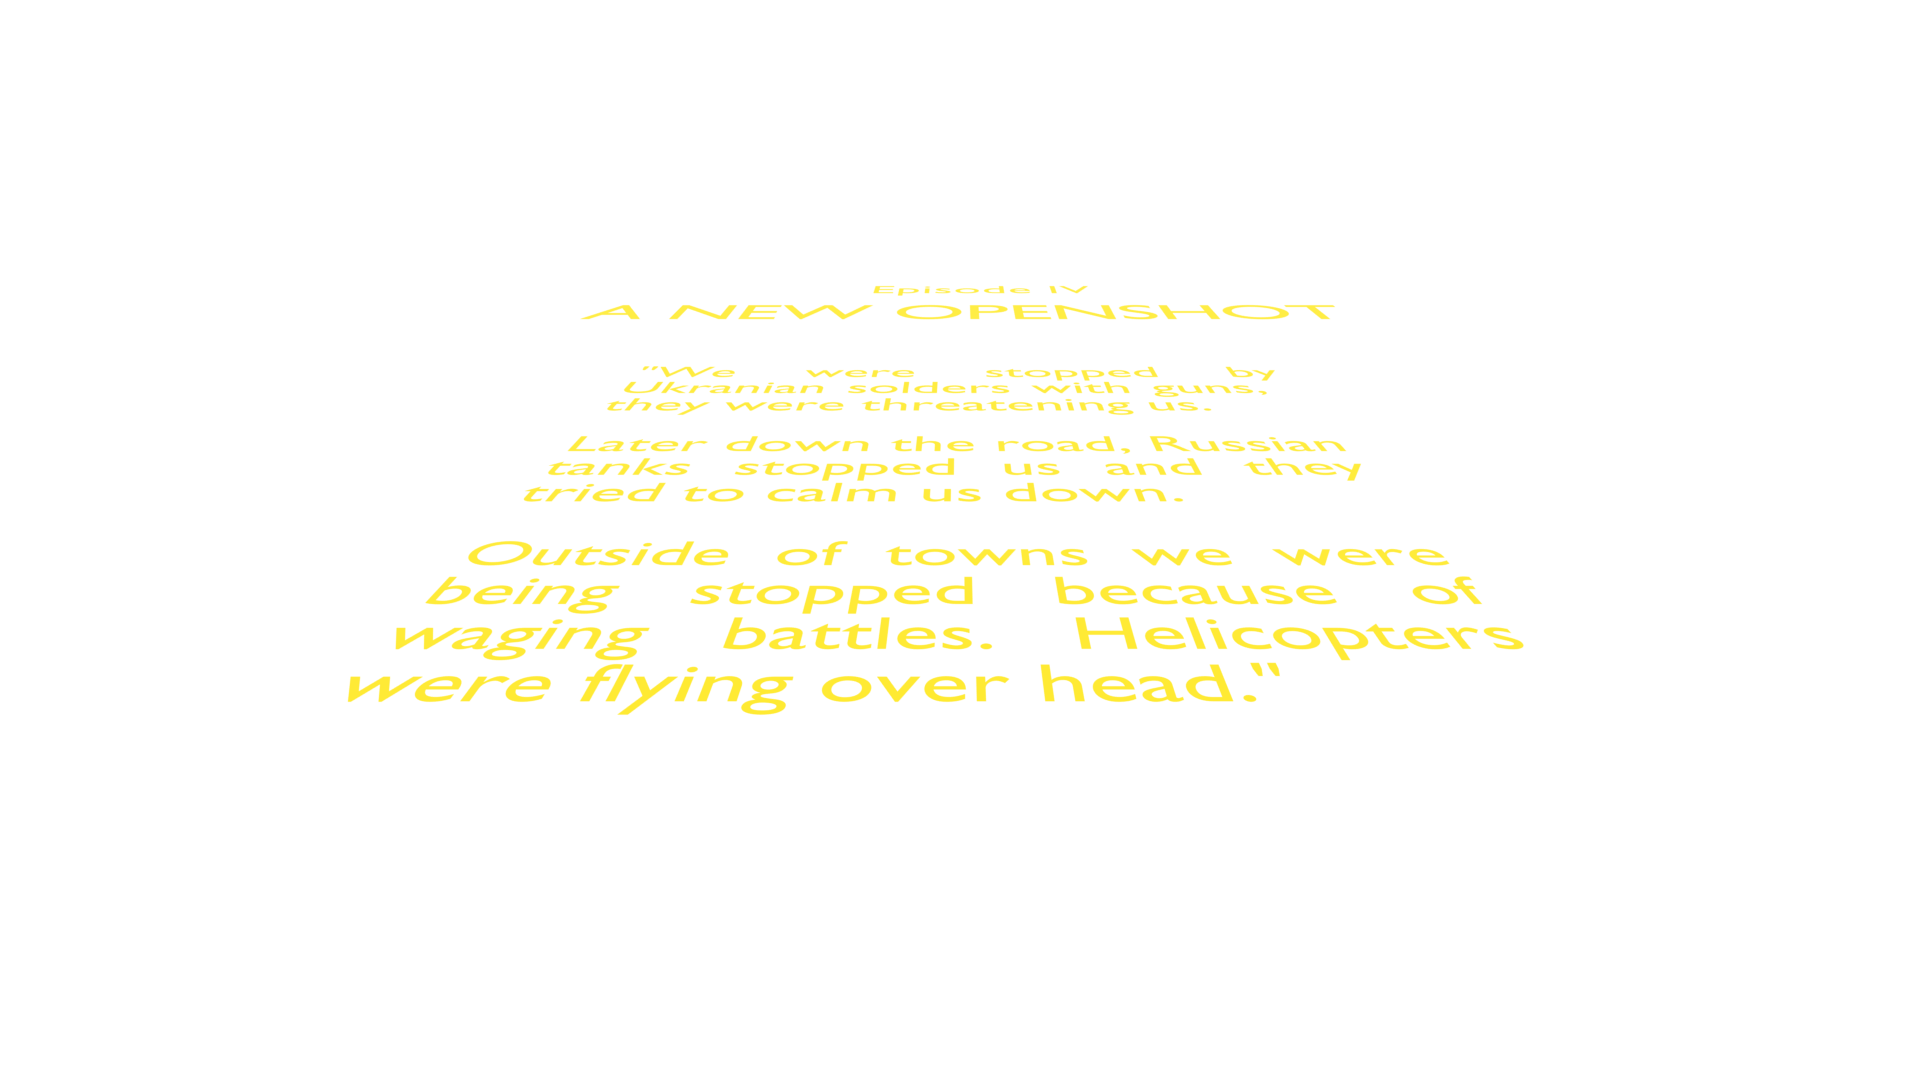 Episode IV
A NEW OPENSHOT
"We were stopped by
Ukranian solders with guns,
they were threatening us.
Later down the road, Russian
tanks stopped us and they
tried to calm us down.
Outside of towns we were
being stopped because of
waging battles. Helicopters
were flying over head."